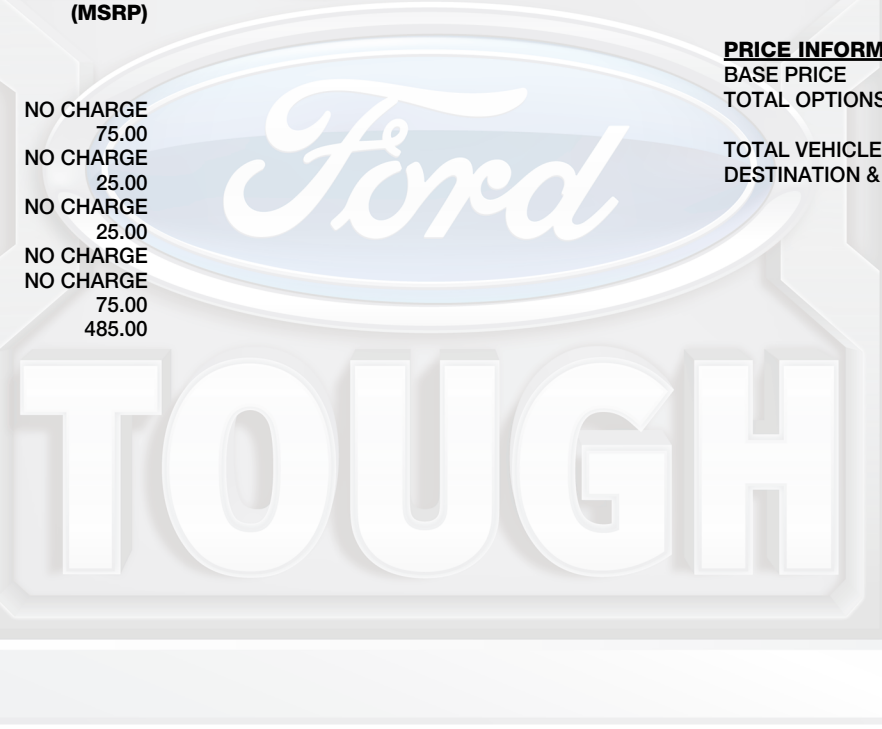 (MSRP)
NO CHARGE
75.00
NO CHARGE
25.00
NO CHARGE
25.00
NO CHARGE
NO CHARGE
75.00
485.00
PRICE INFORM
BASE PRICE
TOTAL OPTIONS
TOTAL VEHICLE
DESTINATION &
Ford
TOUGH